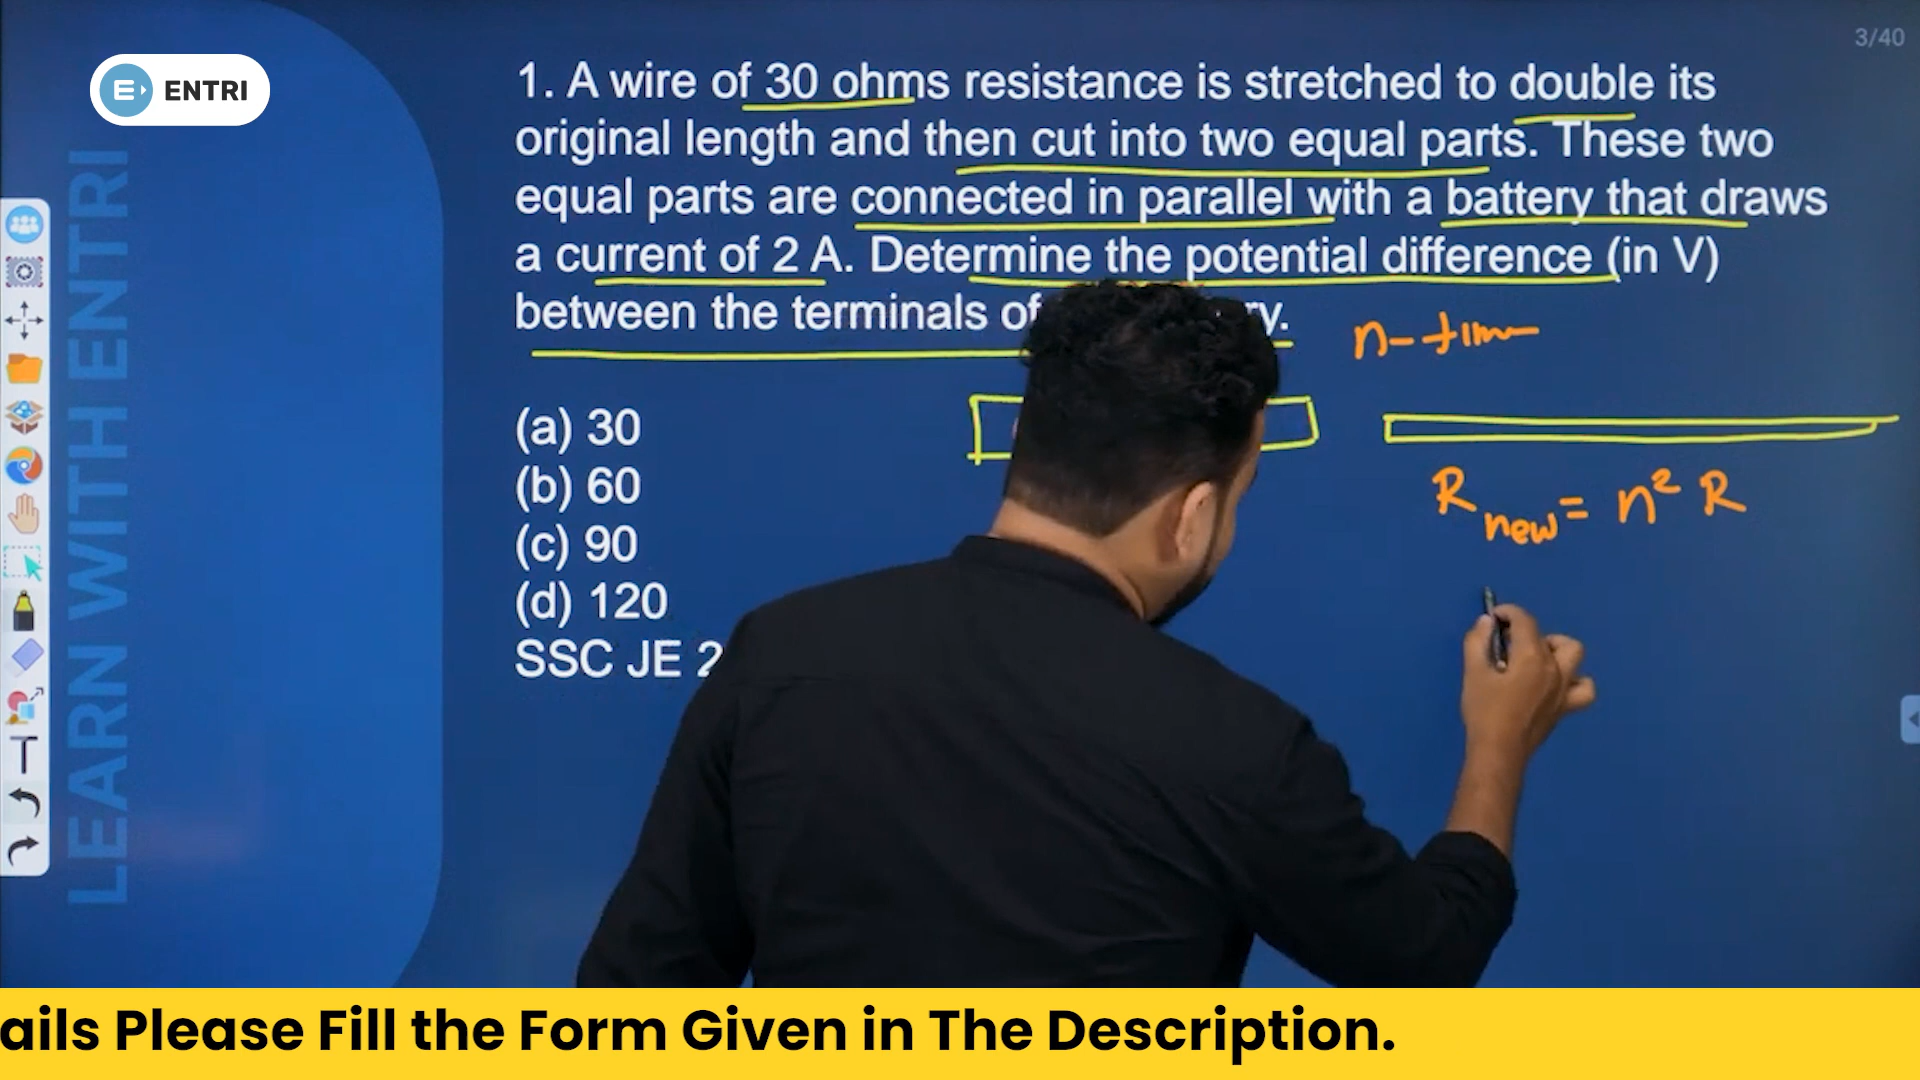 3/40
ENTRI
LEARN WITH ENTRI
1. A wire of 30 ohms resistance is stretched to double its
original length and then cut into two equal parts. These two
equal parts are connected in parallel with a battery that draws
a current of 2 A. Determine the potential difference (in V)
between the terminals of ry.
n-time
(a) 30
(b) 60
(c) 90
(d) 120
R new = n² R
SSC JE 2
ails Please Fill the Form Given in The Description.